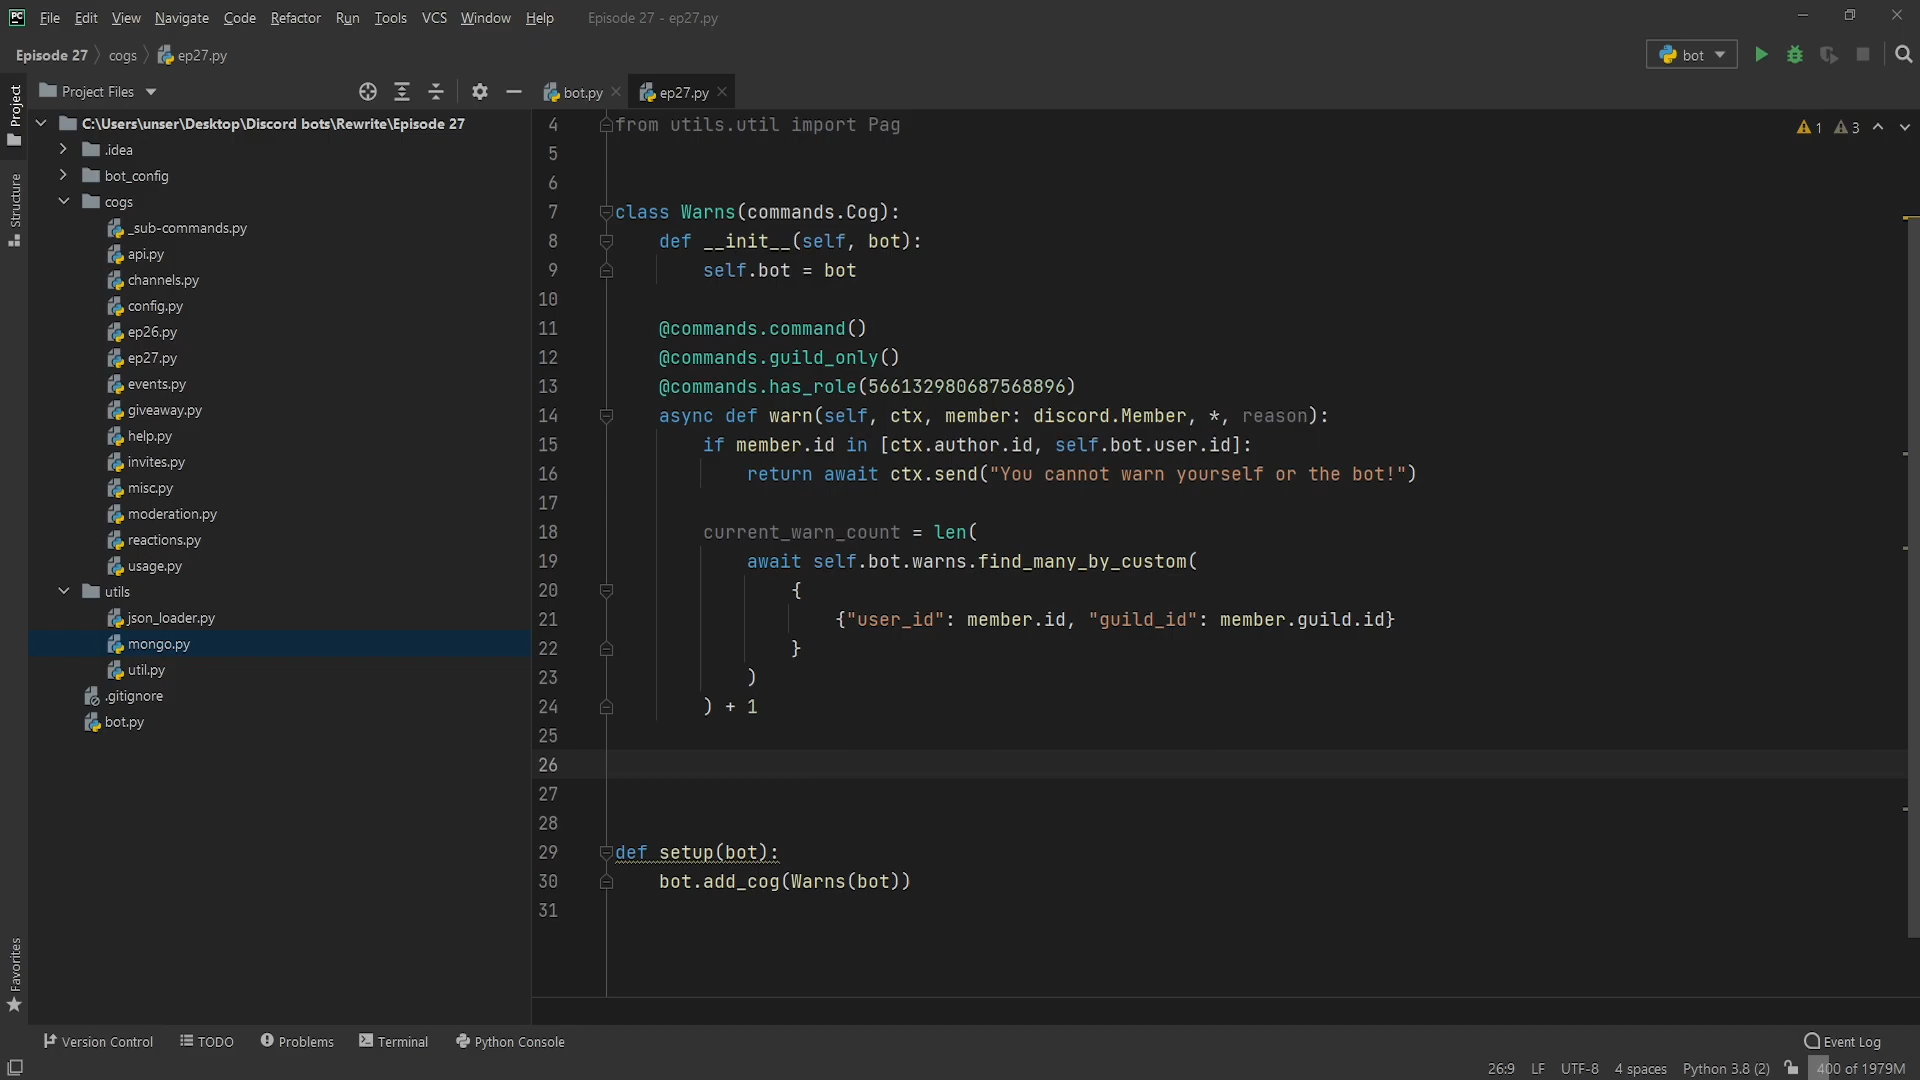 PC File Edit View Navigate Code Refactor Run Tools VCS Window Help Episode 27 - ep27.py
Episode 27 cogs ep27.py bot
Project Files bot.py ep27.py
Project
Structure
Favorites
C:\Users\unser\Desktop\Discord bots\Rewrite\Episode 27
.idea
bot_config
cogs
_sub-commands.py
api.py
channels.py
config.py
ep26.py
ep27.py
events.py
giveaway.py
help.py
invites.py
misc.py
moderation.py
reactions.py
usage.py
utils
json_loader.py
mongo.py
util.py
.gitignore
bot.py
1 3
4 from utils.util import Pag
5
6
7 class Warns(commands.Cog):
8 def __init__(self, bot):
9 self.bot = bot
10
11 @commands.command()
12 @commands.guild_only()
13 @commands.has_role(566132980687568896)
14 async def warn(self, ctx, member: discord.Member, *, reason):
15 if member.id in [ctx.author.id, self.bot.user.id]:
16 return await ctx.send("You cannot warn yourself or the bot!")
17
18 current_warn_count = len(
19 await self.bot.warns.find_many_by_custom(
20 {
21 {"user_id": member.id, "guild_id": member.guild.id}
22 }
23 )
24 ) + 1
25
26
27
28
29 def setup(bot):
30 bot.add_cog(Warns(bot))
31
Version Control TODO Problems Terminal Python Console Event Log
26:9 LF UTF-8 4 spaces Python 3.8 (2) 400 of 1979M